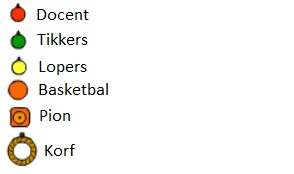 Docent
Tikkers
Lopers
Basketbal
Pion
Korf